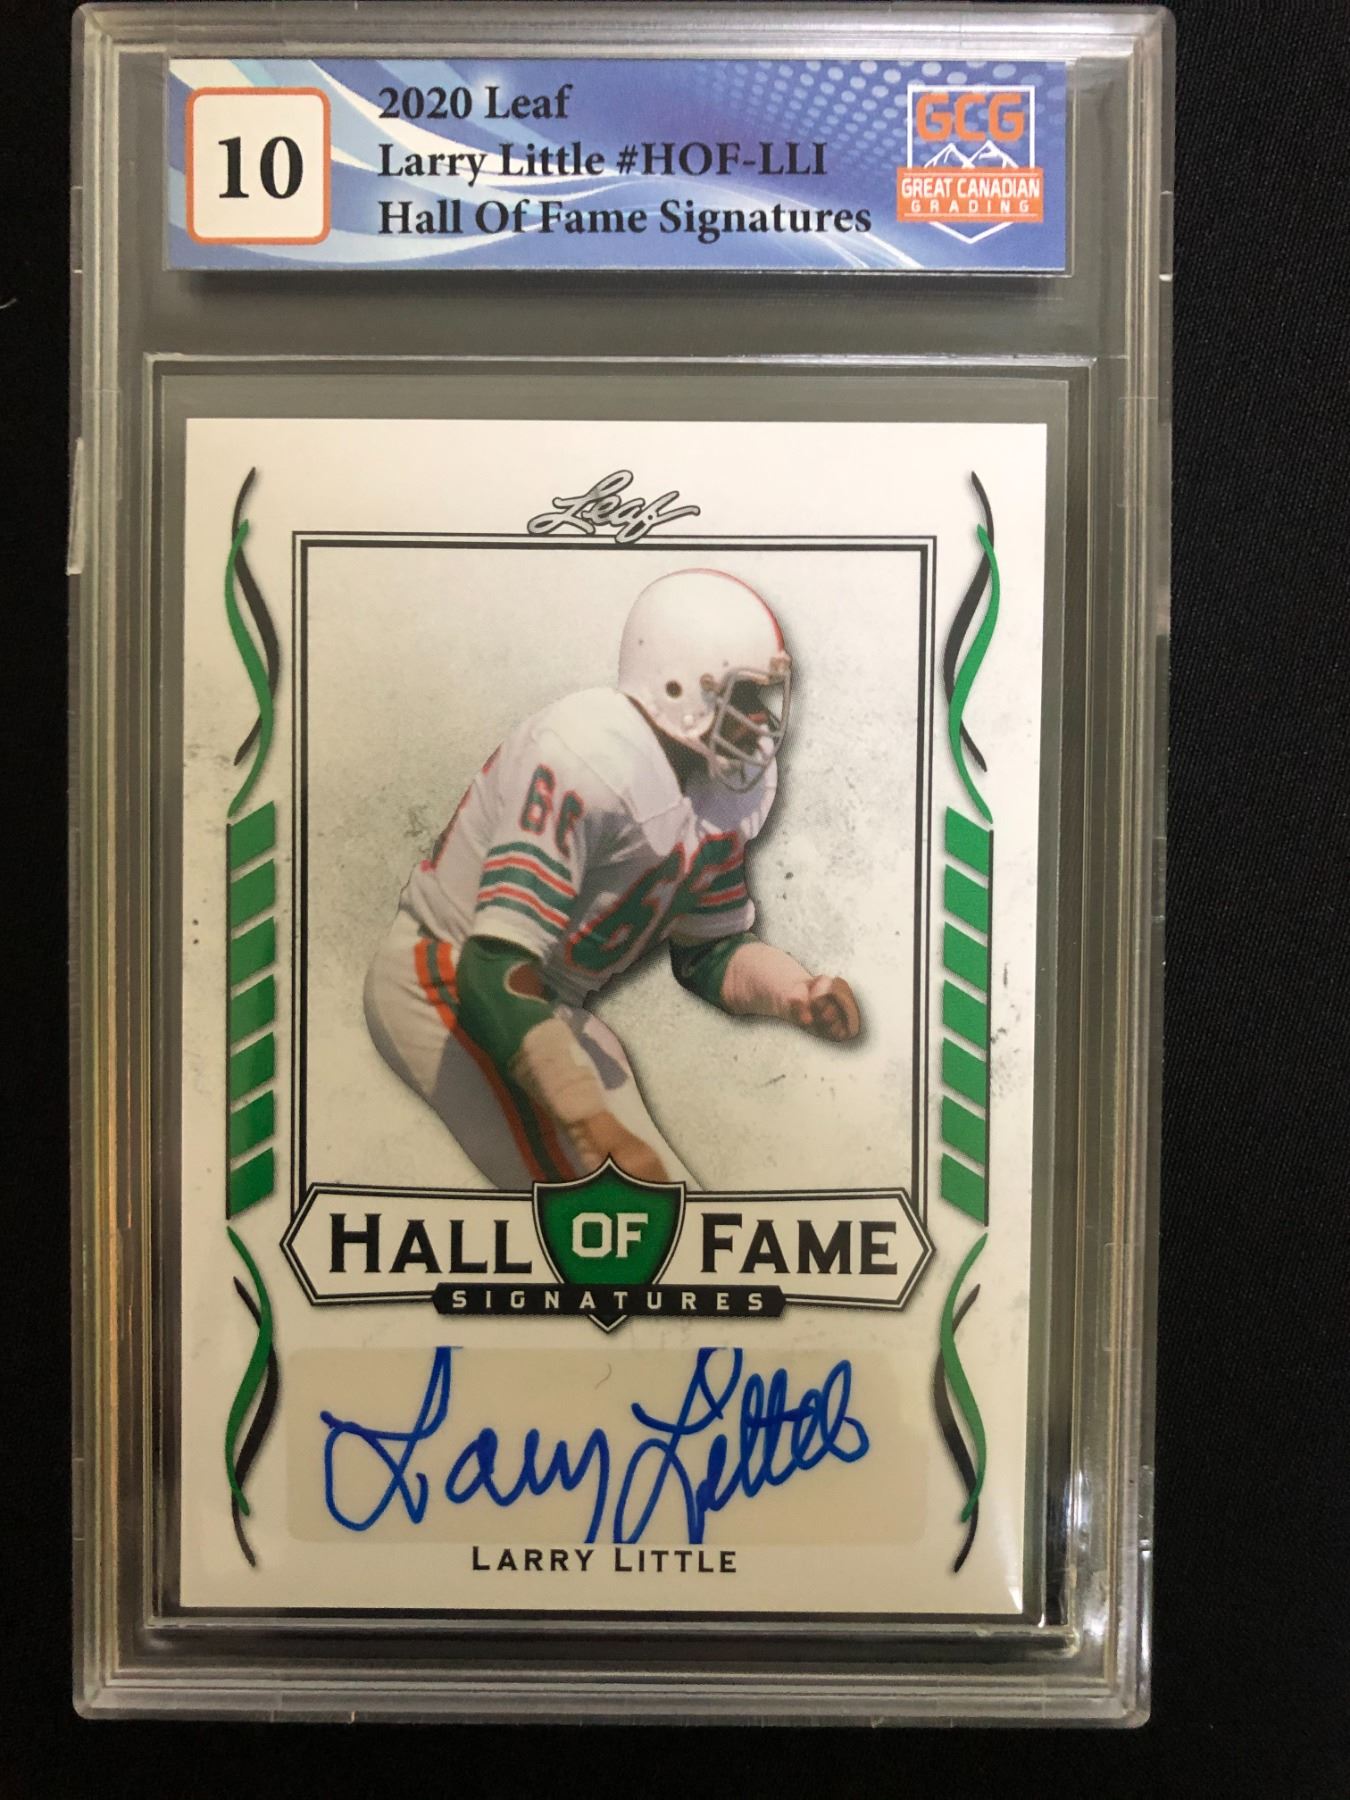 10
2020 Leaf
Larry Little #HOF-LLI
Hall Of Fame Signatures
GCG
GREAT CANADIAN
GRADING
Leaf
66
66
HALL OF FAME
SIGNATURES
Larry Little
LARRY LITTLE